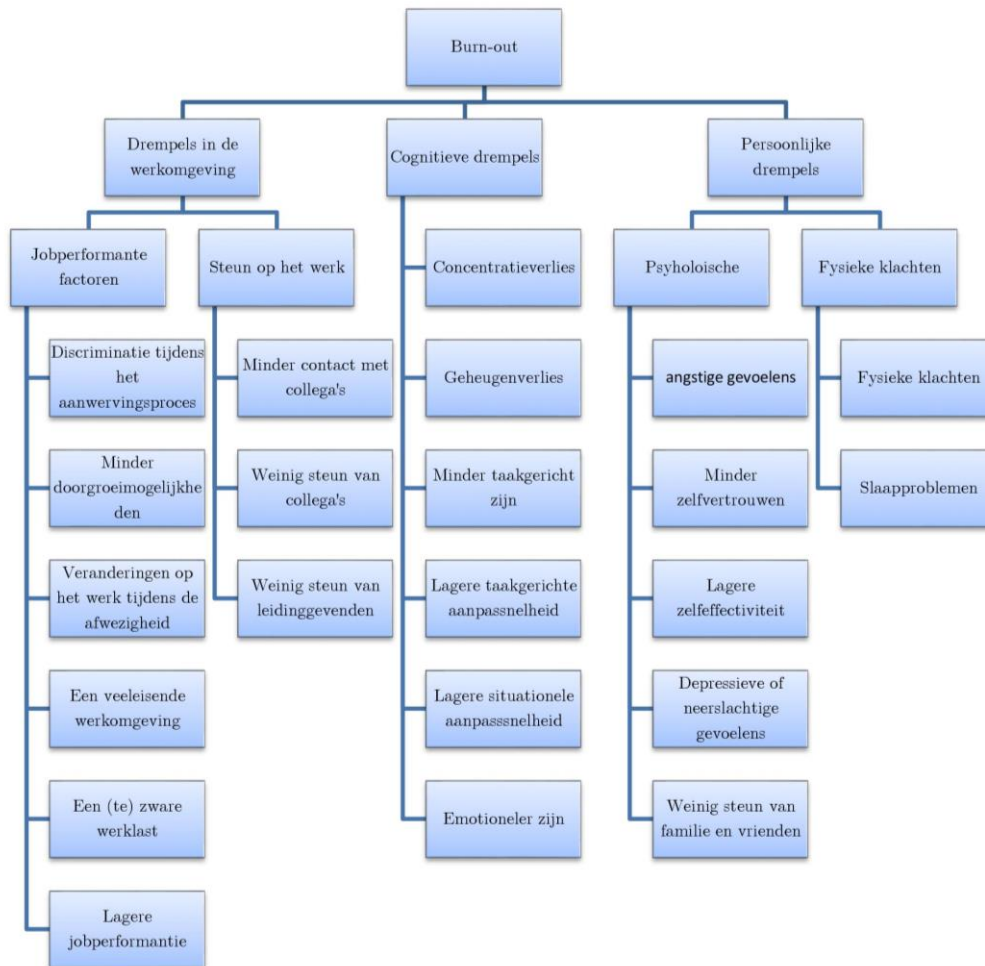 Burn-out
Drempels in de
werkomgeving
Cognitieve drempels
Persoonlijke
drempels
Jobperformante
factoren
Steun op het werk
Concentratieverlies
Psyholoische
Fysieke klachten
Discriminatie tijdens
het
aanwervingsproces
Minder contact met
collega's
Geheugenverlies
angstige gevoelens
Fysieke klachten
Minder
doorgroeimogelijkhe
den
Weinig steun van
collega's
Minder taakgericht
zijn
Minder
zelfvertrouwen
Slaapproblemen
Veranderingen op
het werk tijdens de
afwezigheid
Weinig steun van
leidinggevenden
Lagere taakgerichte
aanpassnelheid
Lagere
zelfeffectiviteit
Een veeleisende
werkomgeving
Lagere situationele
aanpasssnelheid
Depressieve of
neerslachtige
gevoelens
Een (te) zware
werklast
Emotioneler zijn
Weinig steun van
familie en vrienden
Lagere
jobperformantie